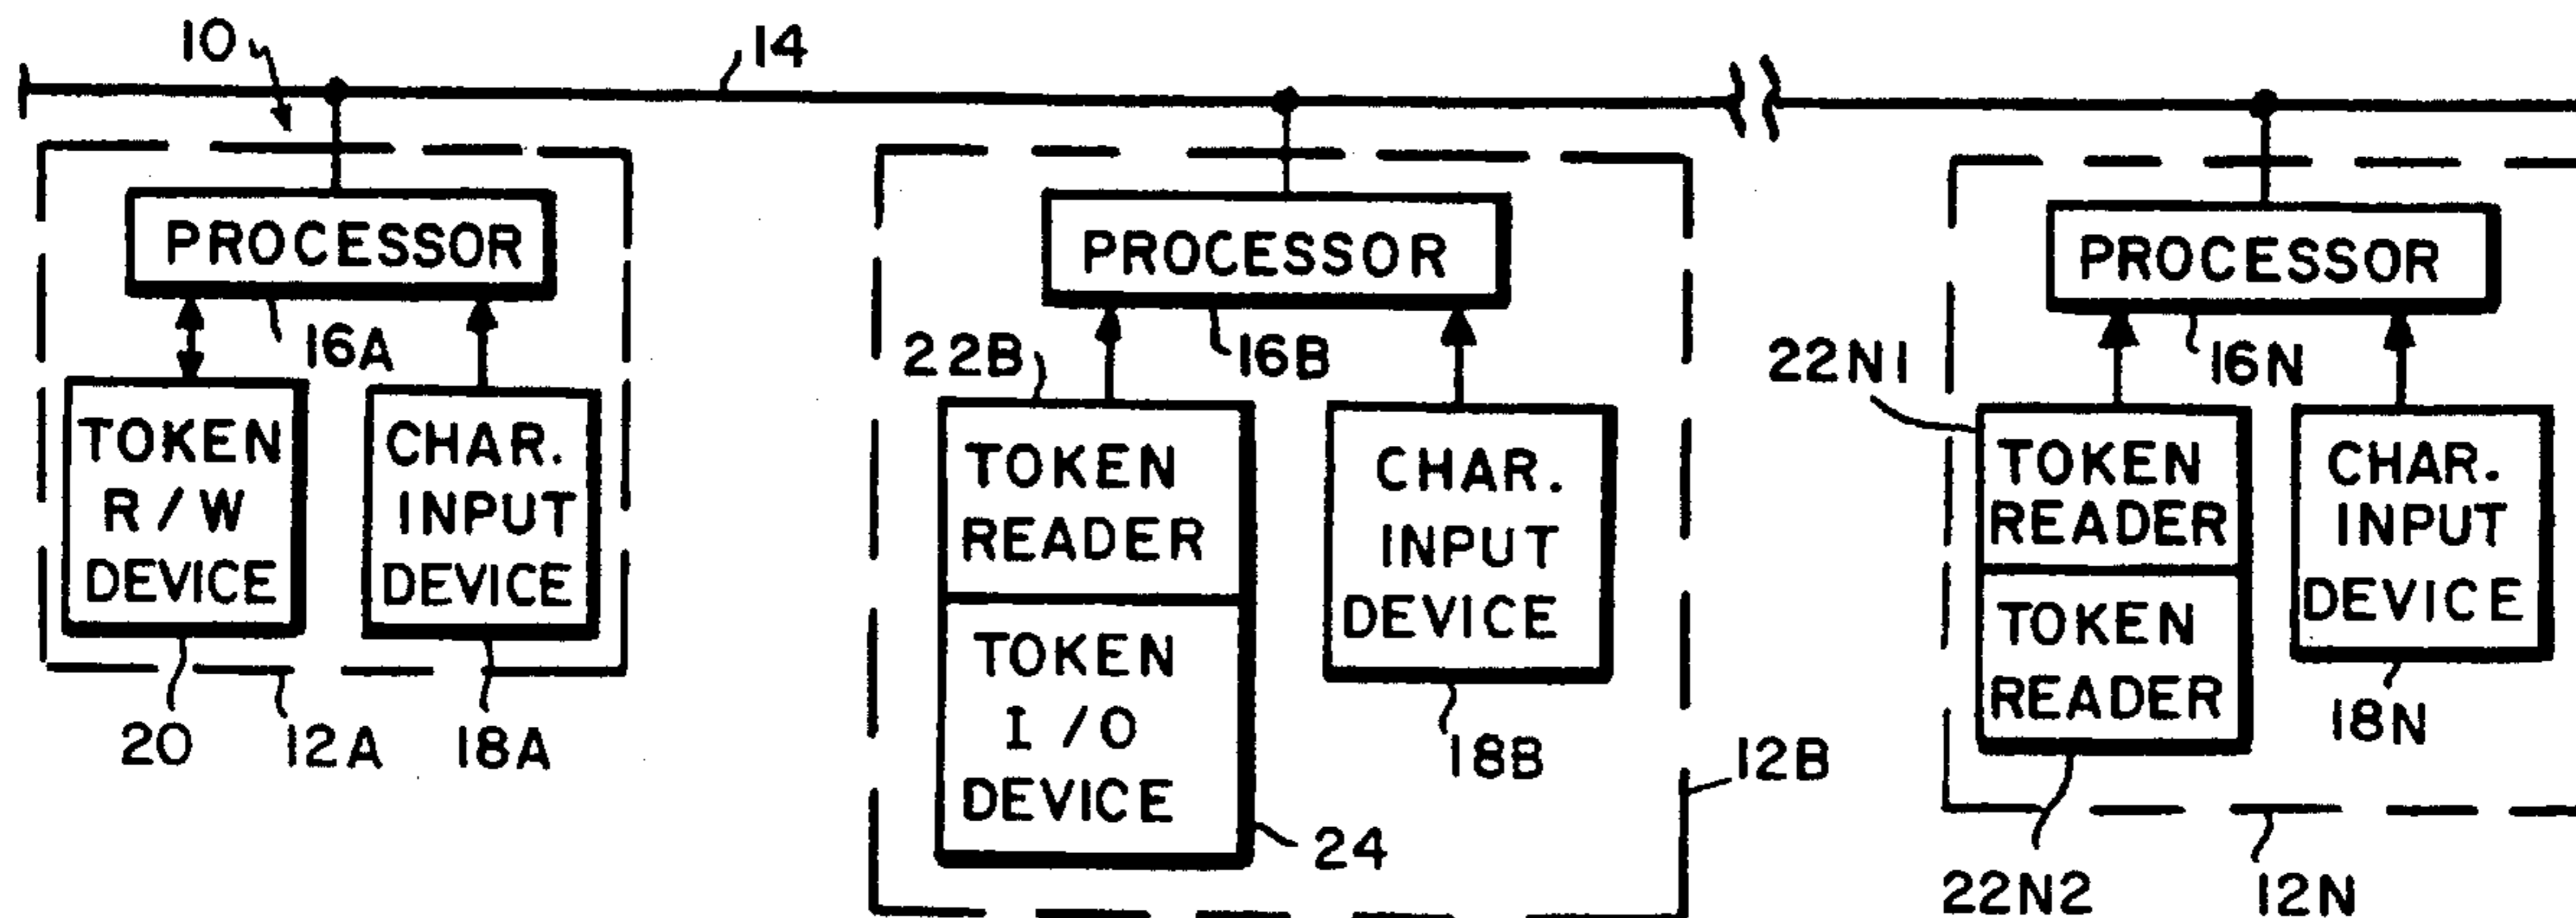 10
14
PROCESSOR
16A
TOKEN
R / W
DEVICE
CHAR.
INPUT
DEVICE
20
12A
18A
PROCESSOR
22B
16B
TOKEN
READER
TOKEN
I / O
DEVICE
CHAR.
INPUT
DEVICE
18B
12B
24
PROCESSOR
22N1
16N
TOKEN
READER
TOKEN
READER
CHAR.
INPUT
DEVICE
18N
22N2
12N